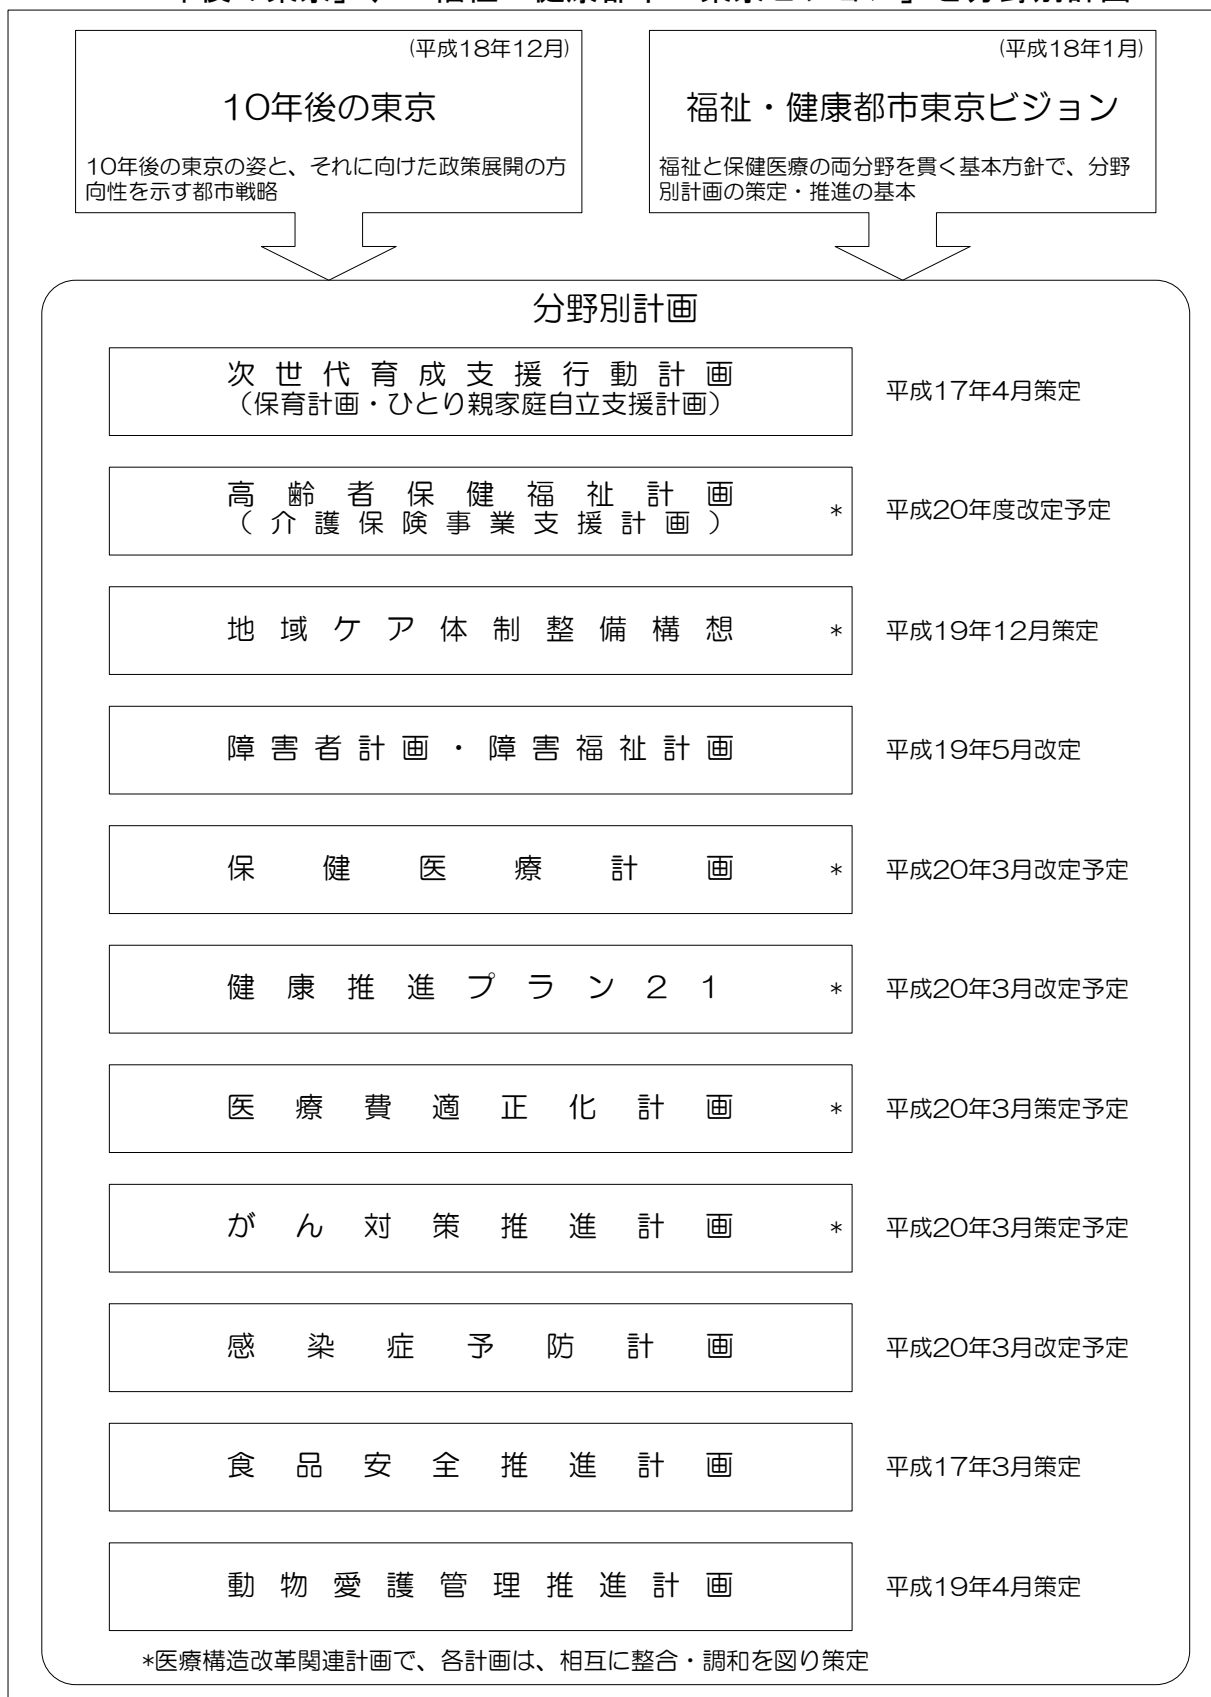 (平成18年12月)
10年後の東京
10年後の東京の姿と、それに向けた政策展開の方
向性を示す都市戦略
(平成18年1月)
福祉・健康都市東京ビジョン
福祉と保健医療の両分野を貫く基本方針で、分野
別計画の策定・推進の基本
分野別計画
次世代育成支援行動計画
（保育計画・ひとり親家庭自立支援計画）
平成17年4月策定
高齢者保健福祉計画
（介護保険事業支援計画） *
平成20年度改定予定
地域ケア体制整備構想 *
平成19年12月策定
障害者計画・障害福祉計画
平成19年5月改定
保健医療計画 *
平成20年3月改定予定
健康推進プラン21 *
平成20年3月改定予定
医療費適正化計画 *
平成20年3月策定予定
がん対策推進計画 *
平成20年3月策定予定
感染症予防計画
平成20年3月改定予定
食品安全推進計画
平成17年3月策定
動物愛護管理推進計画
平成19年4月策定
*医療構造改革関連計画で、各計画は、相互に整合・調和を図り策定